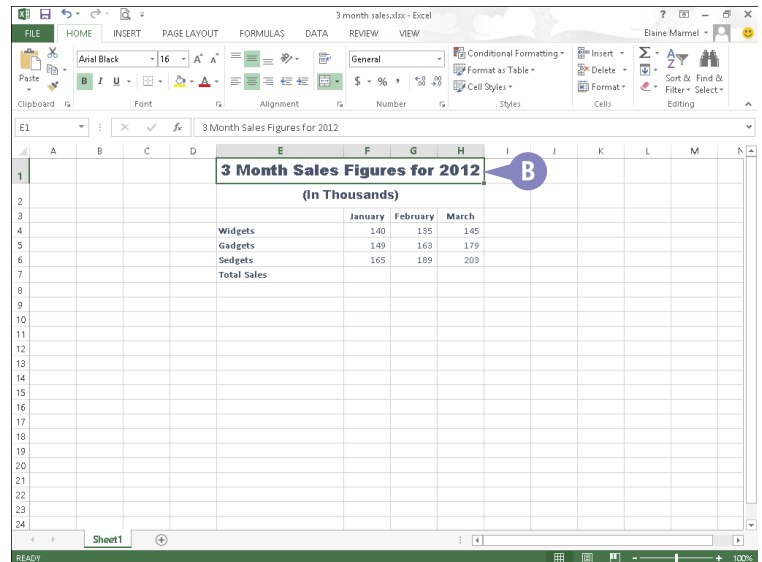 3 month sales.xlsx - Excel
FILE HOME INSERT PAGE LAYOUT FORMULAS DATA REVIEW VIEW Elaine Marmel
Paste
Arial Black 16 A A
B I U A
General
$ % , .00 .0
Conditional Formatting
Format as Table
Cell Styles
Insert
Delete
Format
Σ
A Z
Sort & Filter
Find & Select
Clipboard Font Alignment Number Styles Cells Editing
E1 fx 3 Month Sales Figures for 2012
A B C D E F G H I J K L M N
1 3 Month Sales Figures for 2012 B
2 (In Thousands)
3 January February March
4 Widgets 140 135 145
5 Gadgets 149 163 179
6 Sedgets 165 189 203
7 Total Sales
8
9
10
11
12
13
14
15
16
17
18
19
20
21
22
23
24
Sheet1
READY 100%